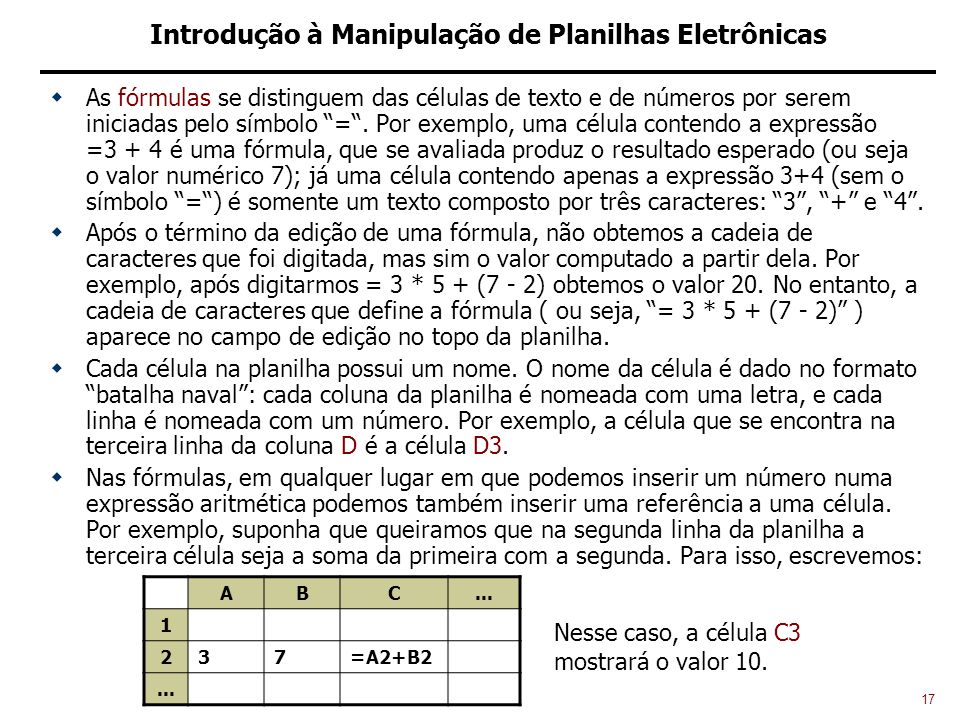 Introdução à Manipulação de Planilhas Eletrônicas
◆ As fórmulas se distinguem das células de texto e de números por serem
iniciadas pelo símbolo “=“. Por exemplo, uma célula contendo a expressão
=3 + 4 é uma fórmula, que se avaliada produz o resultado esperado (ou seja
o valor numérico 7); já uma célula contendo apenas a expressão 3+4 (sem o
símbolo “=“) é somente um texto composto por três caracteres: “3”, “+” e “4”.
◆ Após o término da edição de uma fórmula, não obtemos a cadeia de
caracteres que foi digitada, mas sim o valor computado a partir dela. Por
exemplo, após digitarmos = 3 * 5 + (7 - 2) obtemos o valor 20. No entanto, a
cadeia de caracteres que define a fórmula ( ou seja, “= 3 * 5 + (7 - 2)” )
aparece no campo de edição no topo da planilha.
◆ Cada célula na planilha possui um nome. O nome da célula é dado no formato
“batalha naval”: cada coluna da planilha é nomeada com uma letra, e cada
linha é nomeada com um número. Por exemplo, a célula que se encontra na
terceira linha da coluna D é a célula D3.
◆ Nas fórmulas, em qualquer lugar em que podemos inserir um número numa
expressão aritmética podemos também inserir uma referência a uma célula.
Por exemplo, suponha que queiramos que na segunda linha da planilha a
terceira célula seja a soma da primeira com a segunda. Para isso, escrevemos:
A B C ...
1
2 3 7 =A2+B2
...
Nesse caso, a célula C3
mostrará o valor 10.
17